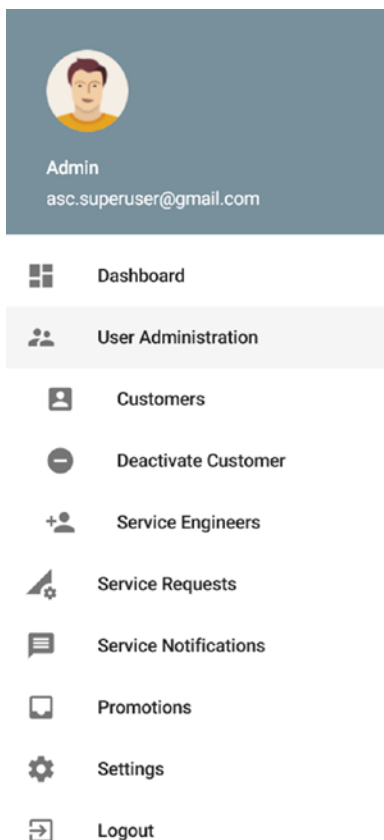 Admin
asc.superuser@gmail.com
Dashboard
User Administration
Customers
Deactivate Customer
Service Engineers
Service Requests
Service Notifications
Promotions
Settings
Logout